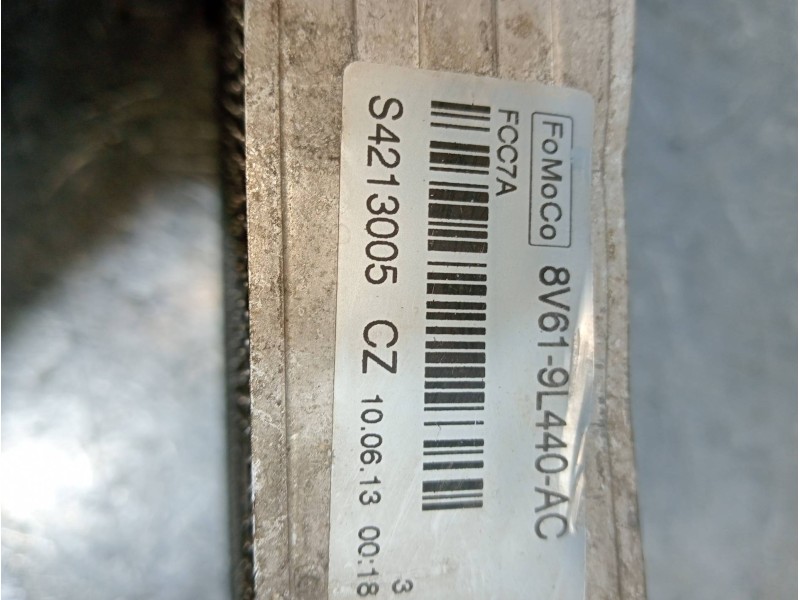 FoMoCo 8V61-9L440-AC
FCC7A
3
S4213005 CZ 10.06.13 00:18